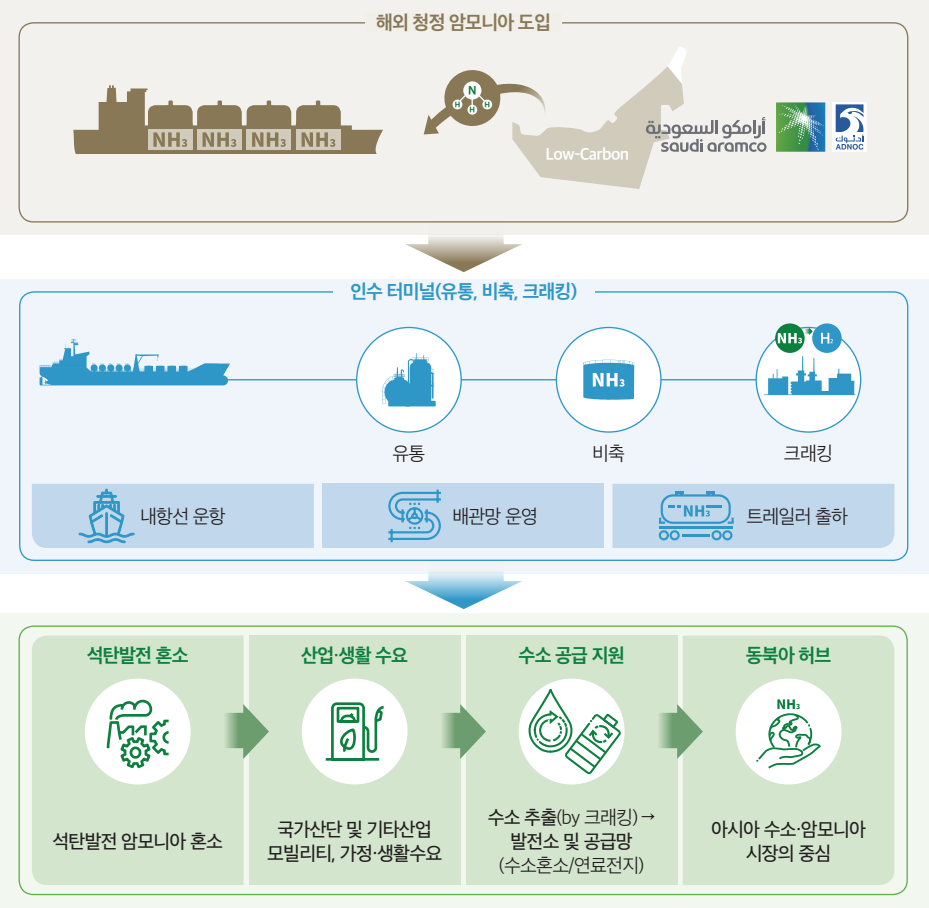 해외 청정 암모니아 도입
N
H H H
NH₃ NH₃ NH₃ NH₃
Low-Carbon
أرامكو السعودية
saudi aramco
أدنوك
ADNOC
인수 터미널(유통, 비축, 크래킹)
NH₃ H₂
NH₃
유통
비축
크래킹
내항선 운항
배관망 운영
NH₃
트레일러 출하
석탄발전 혼소
산업·생활 수요
수소 공급 지원
동북아 허브
NH₃
석탄발전 암모니아 혼소
국가산단 및 기타산업
모빌리티, 가정·생활수요
수소 추출(by 크래킹) →
발전소 및 공급망
(수소혼소/연료전지)
아시아 수소·암모니아
시장의 중심